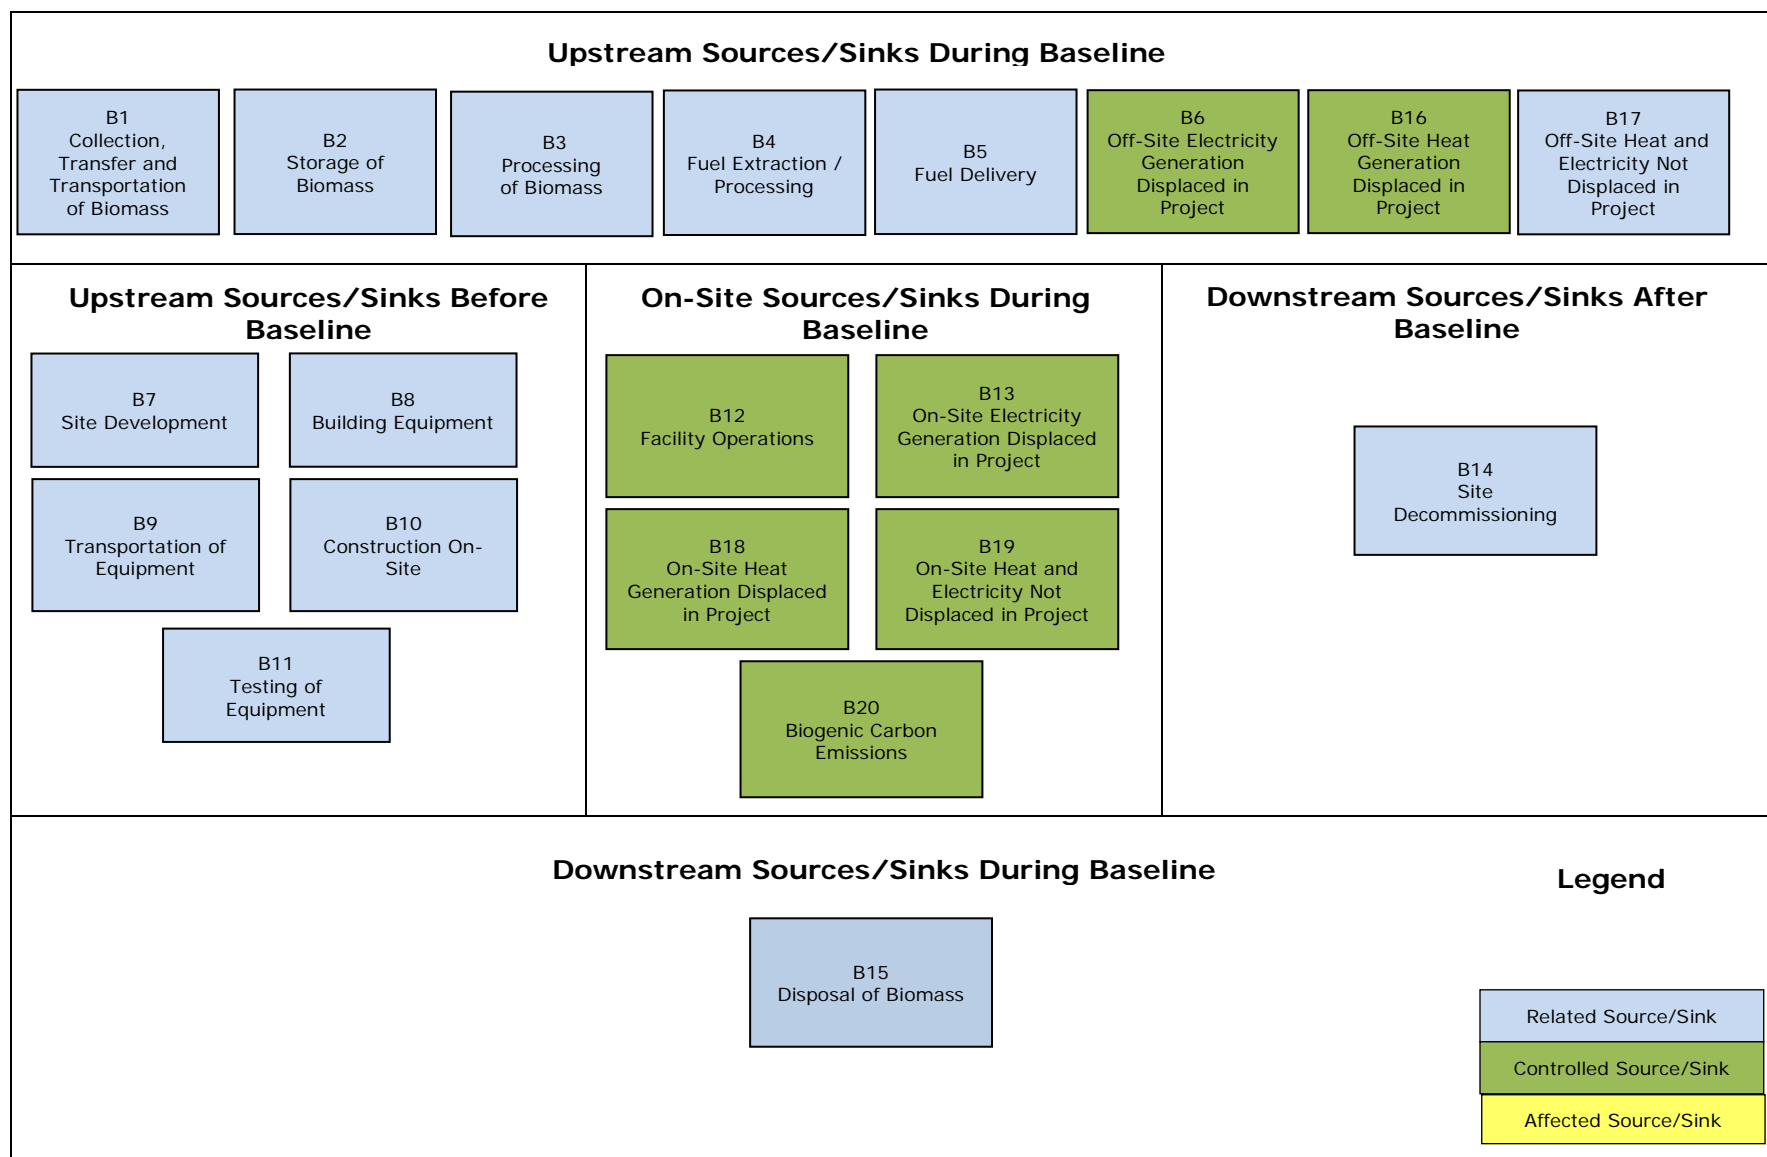 Upstream Sources/Sinks During Baseline
B1
Collection,
Transfer and
Transportation
of Biomass
B2
Storage of
Biomass
B3
Processing
of Biomass
B4
Fuel Extraction /
Processing
B5
Fuel Delivery
B6
Off-Site Electricity
Generation
Displaced in
Project
B16
Off-Site Heat
Generation
Displaced in
Project
B17
Off-Site Heat and
Electricity Not
Displaced in
Project
Upstream Sources/Sinks Before
Baseline
B7
Site Development
B8
Building Equipment
B9
Transportation of
Equipment
B10
Construction On-
Site
B11
Testing of
Equipment
On-Site Sources/Sinks During
Baseline
B12
Facility Operations
B13
On-Site Electricity
Generation Displaced
in Project
B18
On-Site Heat
Generation Displaced
in Project
B19
On-Site Heat and
Electricity Not
Displaced in Project
B20
Biogenic Carbon
Emissions
Downstream Sources/Sinks After
Baseline
B14
Site
Decommissioning
Downstream Sources/Sinks During Baseline
B15
Disposal of Biomass
Legend
Related Source/Sink
Controlled Source/Sink
Affected Source/Sink